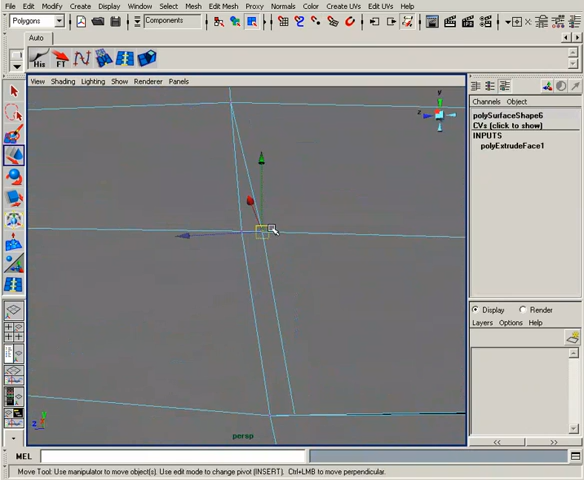 File Edit Modify Create Display Window Select Mesh Edit Mesh Proxy Normals Color Create UVs Edit UVs
Polygons Components
Auto
His FT
View Shading Lighting Show Renderer Panels
Channels Object
polySurfaceShape6
CVs (click to show)
INPUTS
polyExtrudeFace1
y
z
Display Render
Layers Options Help
y
z
persp
<< >>
MEL
Move Tool: Use manipulator to move object(s). Use edit mode to change pivot (INSERT). Ctrl+LMB to move perpendicular.